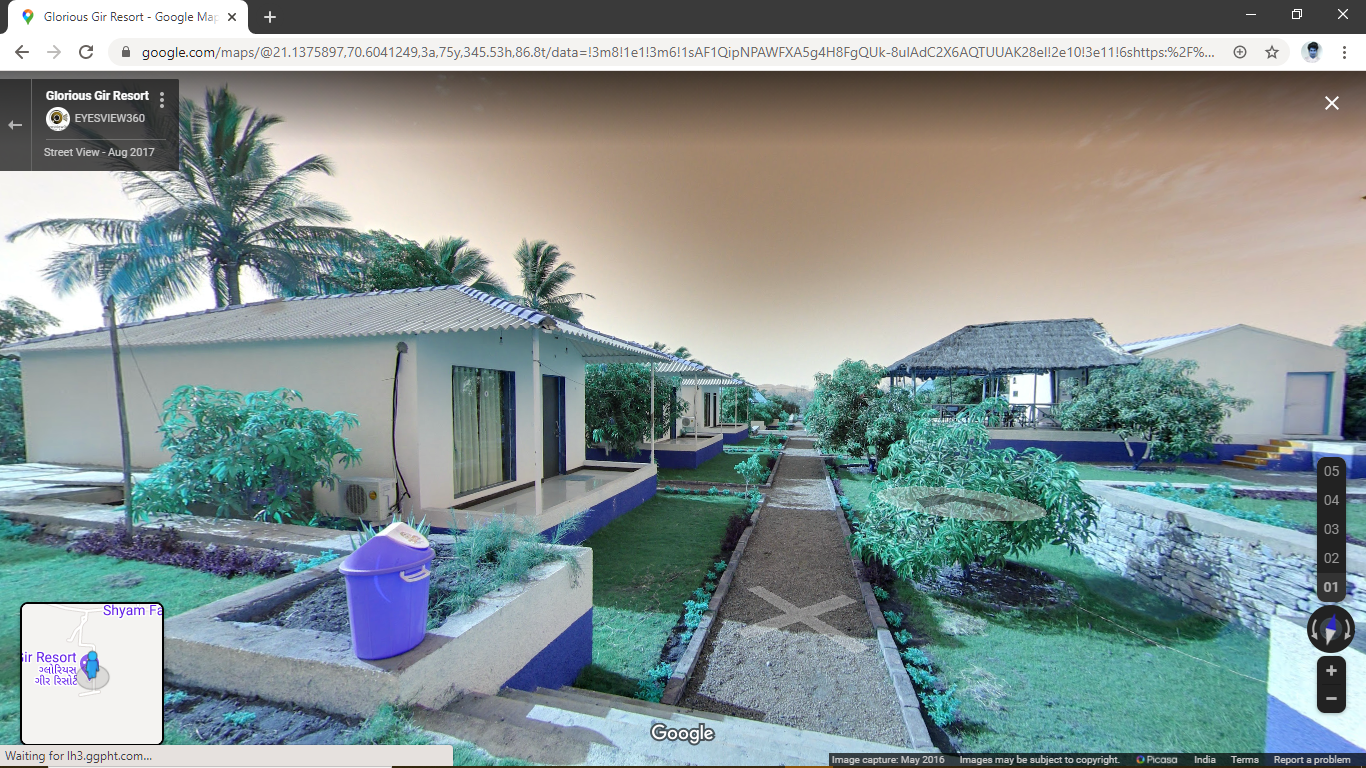 Glorious Gir Resort - Google Map
google.com/maps/@21.1375897,70.6041249,3a,75y,345.53h,86.8t/data=!3m8!1e1!3m6!1sAF1QipNPAWFXA5g4H8FgQUk-8uIAdC2X6AQTUUAK28eI!2e10!3e11!6shttps:%2F%...
Glorious Gir Resort
EYESVIEW360
Street View - Aug 2017
05
04
03
02
01
Shyam Fa
Gir Resort
ગ્લોરિયસ
ગીર રિસોર્ટ
Google
Waiting for lh3.ggpht.com...
Image capture: May 2016 Images may be subject to copyright. Picasa India Terms Report a problem